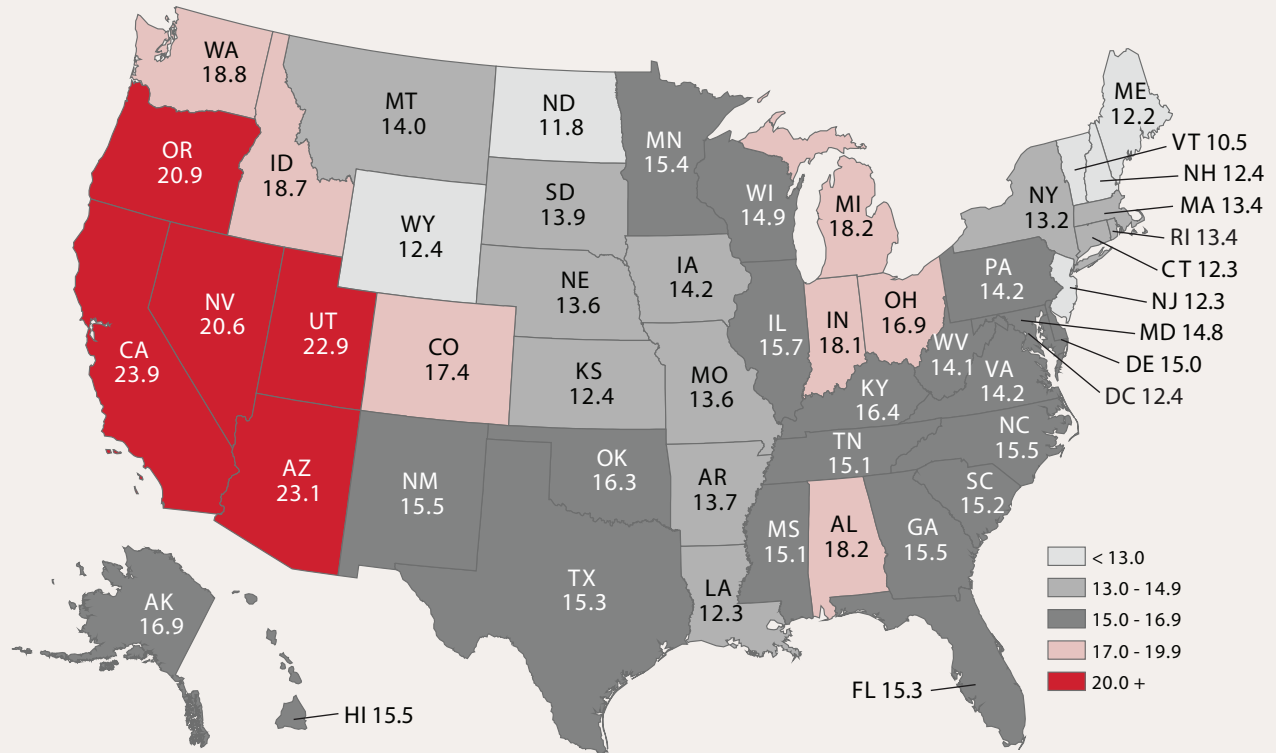 WA
18.8
MT
14.0
ND
11.8
MN
15.4
ME
12.2
VT 10.5
NH 12.4
OR
20.9
ID
18.7
SD
13.9
WI
14.9
MI
18.2
NY
13.2
MA 13.4
RI 13.4
CT 12.3
WY
12.4
IA
14.2
PA
14.2
NJ 12.3
NV
20.6
UT
22.9
NE
13.6
IL
15.7
IN
18.1
OH
16.9
MD 14.8
DE 15.0
DC 12.4
CA
23.9
CO
17.4
KS
12.4
MO
13.6
WV
14.1
VA
14.2
KY
16.4
NC
15.5
TN
15.1
AZ
23.1
NM
15.5
OK
16.3
AR
13.7
SC
15.2
MS
15.1
AL
18.2
GA
15.5
TX
15.3
LA
12.3
AK
16.9
HI 15.5
FL 15.3
< 13.0
13.0 - 14.9
15.0 - 16.9
17.0 - 19.9
20.0 +